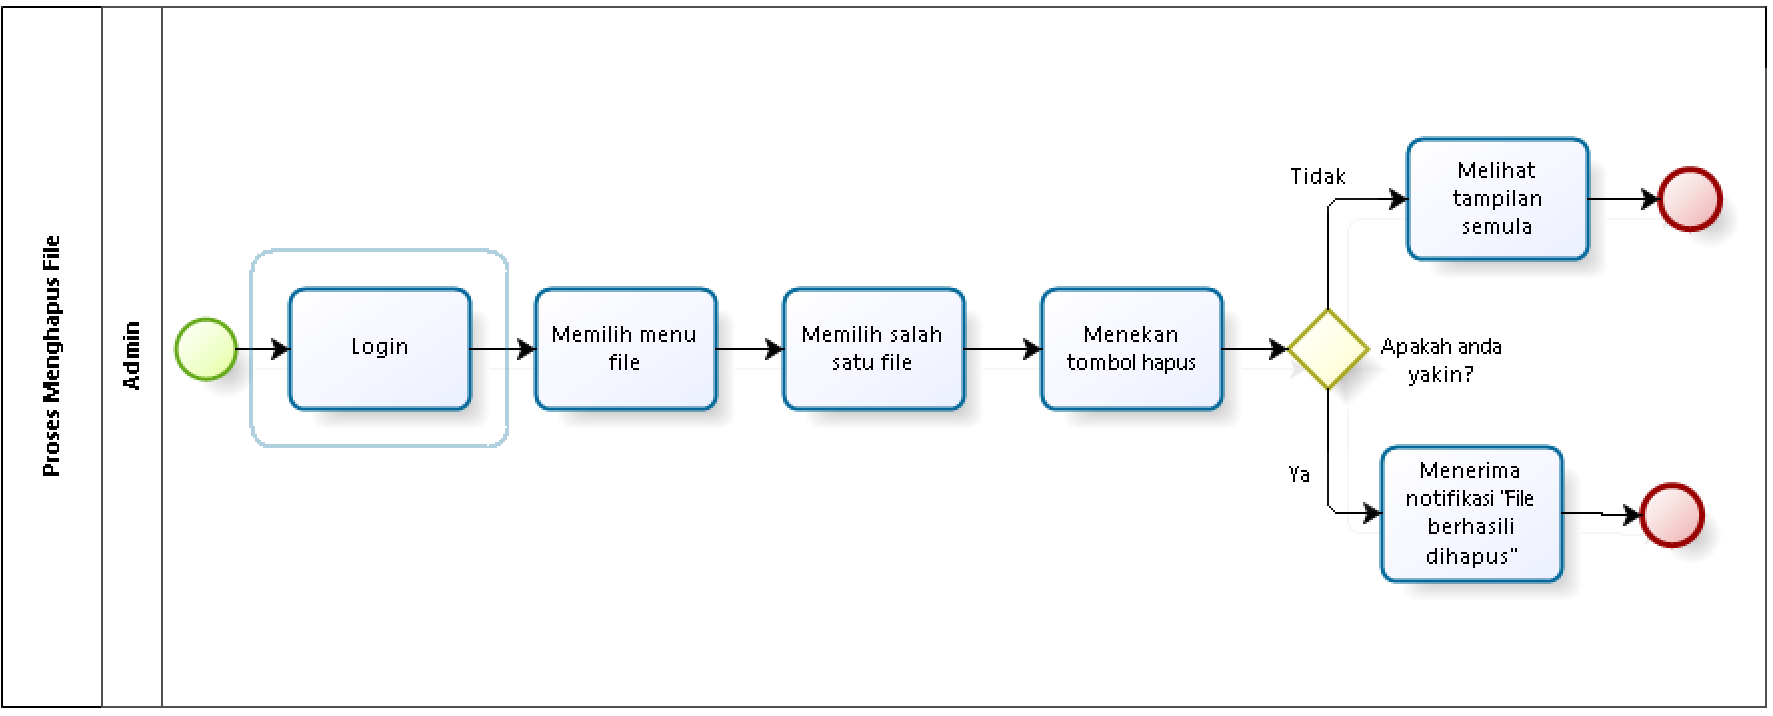 Proses Menghapus File
Admin
Login
Memilih menu
file
Memilih salah
satu file
Menekan
tombol hapus
Apakah anda
yakin?
Tidak
Melihat
tampilan
semula
Ya
Menerima
notifikasi "File
berhasili
dihapus"